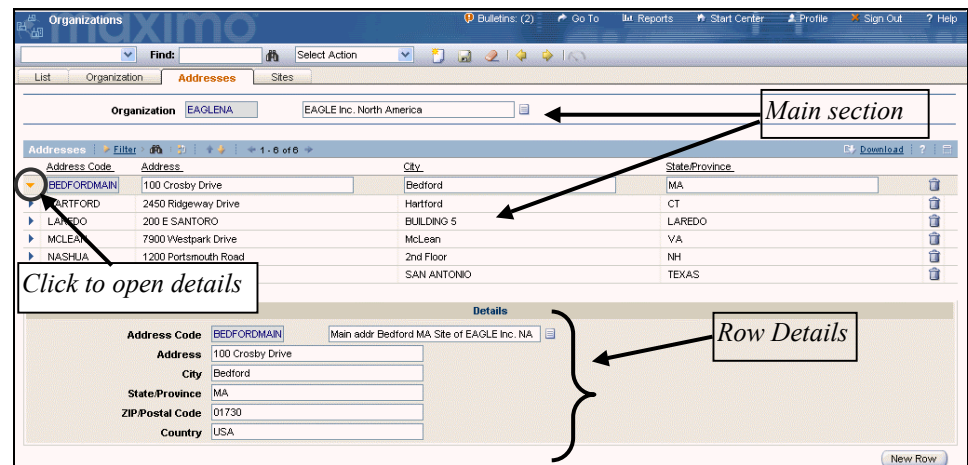 Organizations
maximo
Bulletins: (2) Go To Reports Start Center Profile Sign Out ? Help
Find: Select Action
List Organization Addresses Sites
Organization EAGLENA EAGLE Inc. North America
Main section
Addresses Filter 1 - 6 of 6 Download ?
Address Code Address City State/Province
BEDFORDMAIN 100 Crosby Drive Bedford MA
HARTFORD 2450 Ridgeway Drive Hartford CT
LAREDO 200 E SANTORO BUILDING 5 LAREDO
MCLEAN 7900 Westpark Drive McLean VA
NASHUA 1200 Portsmouth Road 2nd Floor NH
SAN ANTONIO TEXAS
Click to open details
Details
Address Code BEDFORDMAIN Main addr Bedford MA Site of EAGLE Inc. NA
Row Details
Address 100 Crosby Drive
City Bedford
State/Province MA
ZIP/Postal Code 01730
Country USA
New Row